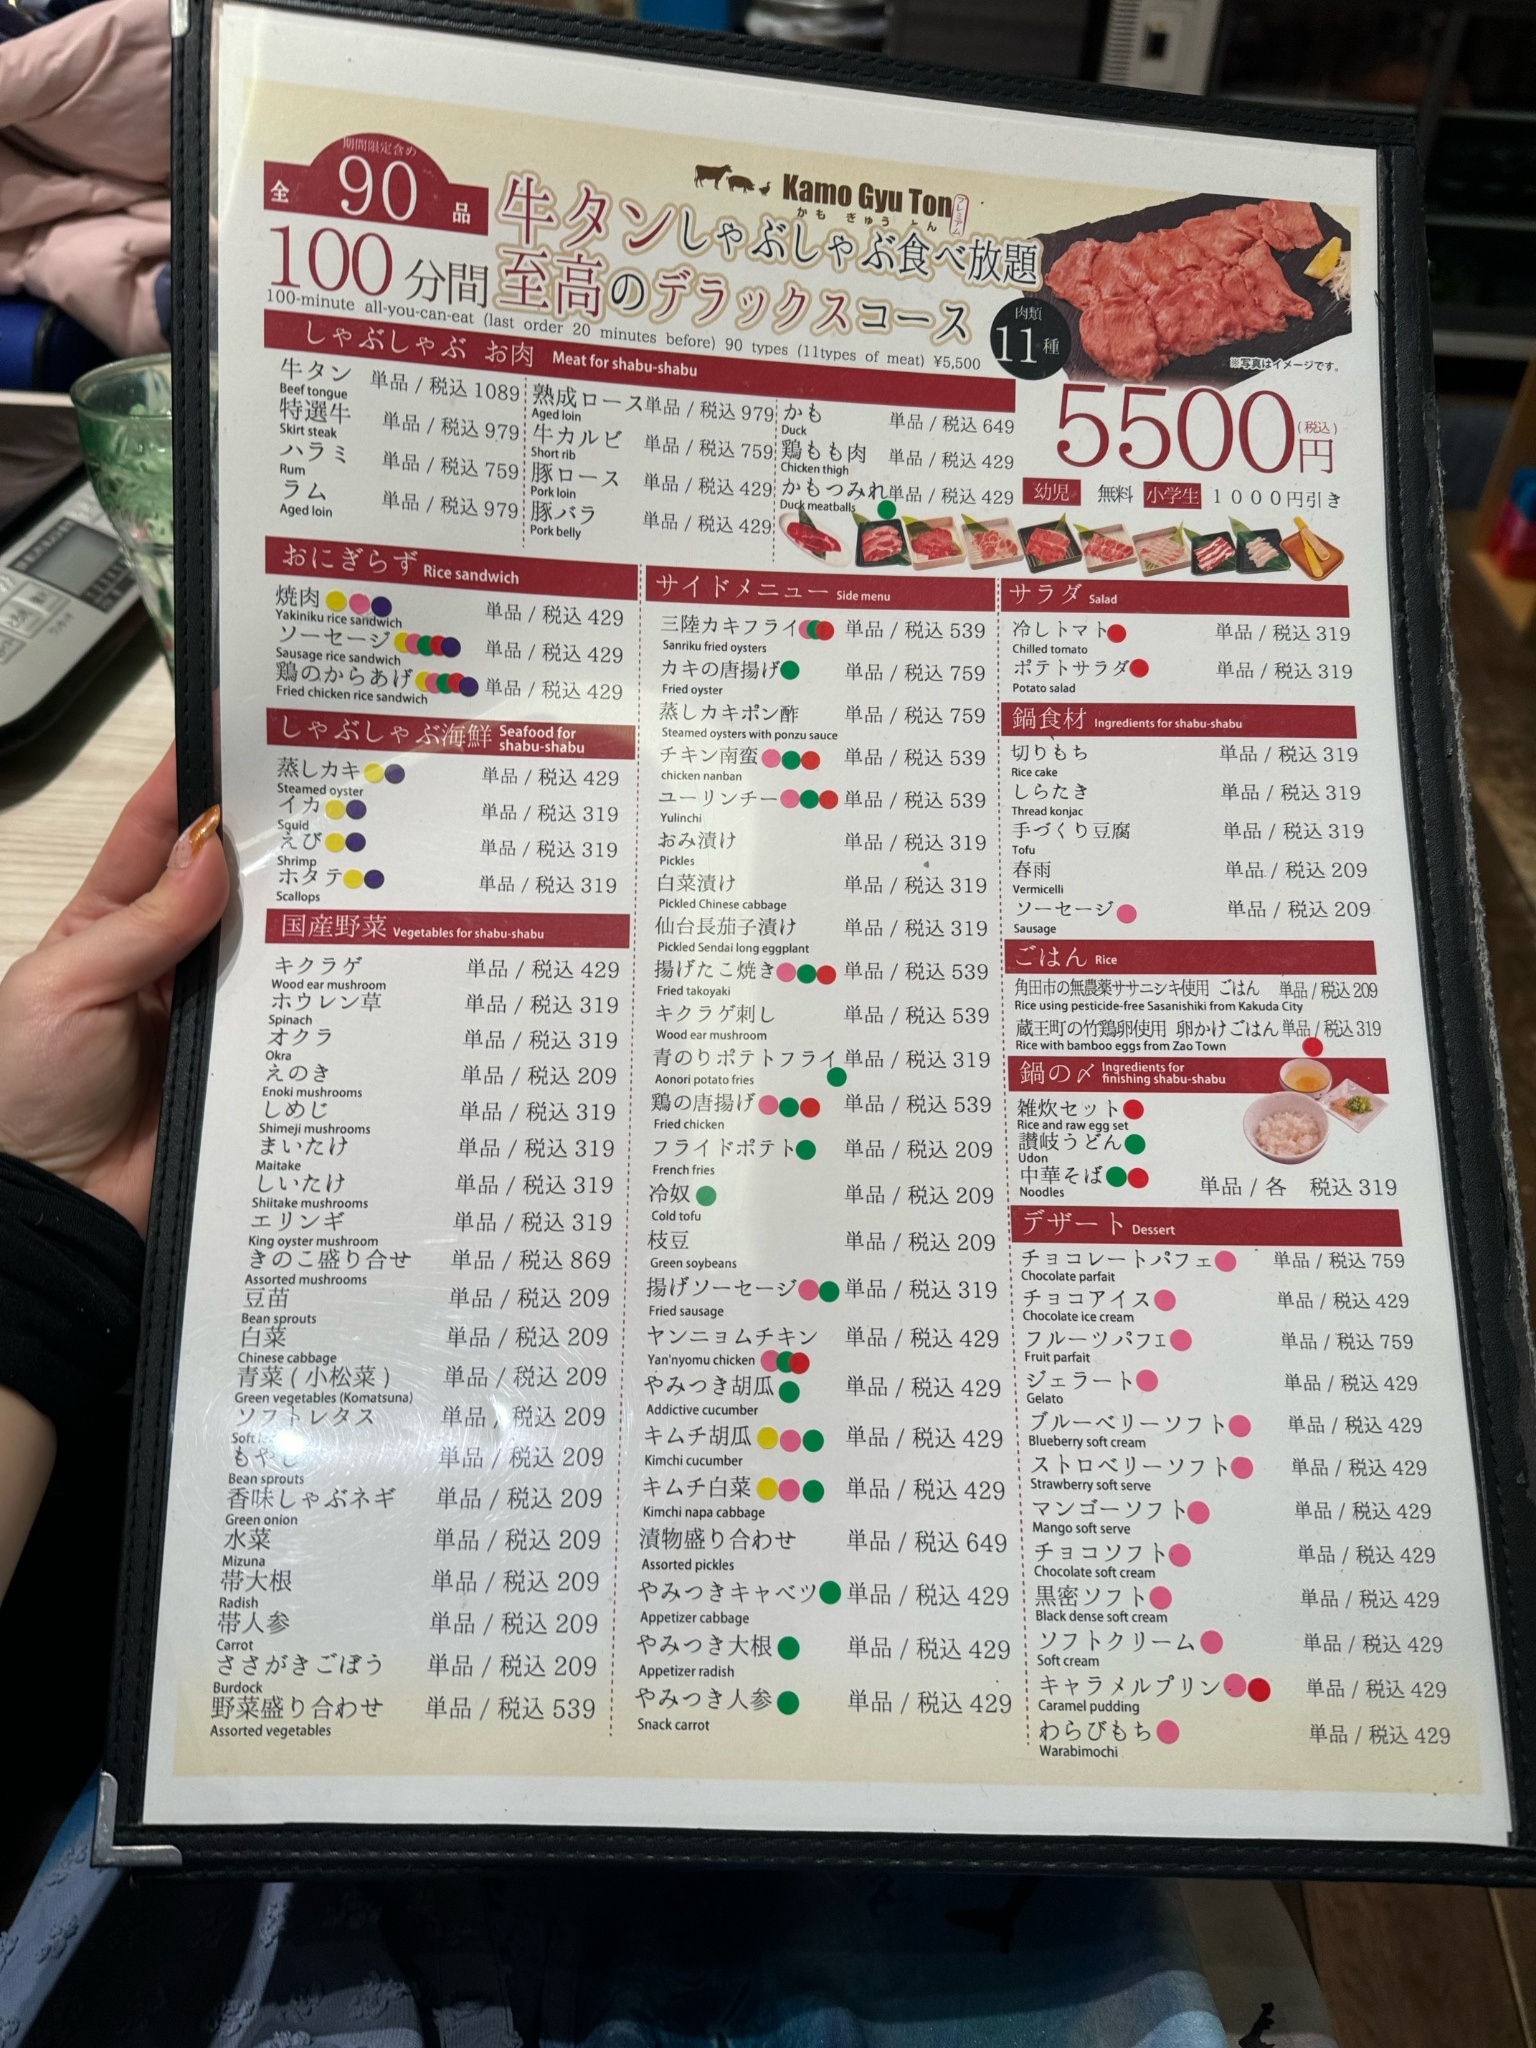 期間限定含め
全 90 品
Kamo Gyu Ton
かも ぎゅう とん
プレミアム
牛タンしゃぶしゃぶ食べ放題
100 分間 至高のデラックスコース
100-minute all-you-can-eat (last order 20 minutes before) 90 types (11types of meat) ¥5,500
肉類 11 種
※写真はイメージです。
5500円(税込)
幼児 無料 小学生 1000円引き
しゃぶしゃぶ お肉 Meat for shabu-shabu
牛タン 単品 / 税込 1089
Beef tongue
特選牛 単品 / 税込 979
Skirt steak
ハラミ 単品 / 税込 759
Rum
ラム 単品 / 税込 979
Aged loin
熟成ロース 単品 / 税込 979
Aged loin
牛カルビ 単品 / 税込 759
Short rib
豚ロース 単品 / 税込 429
Pork loin
豚バラ 単品 / 税込 429
Pork belly
かも 単品 / 税込 649
Duck
鶏もも肉 単品 / 税込 429
Chicken thigh
かもつみれ 単品 / 税込 429
Duck meatballs
おにぎらず Rice sandwich
焼肉 単品 / 税込 429
Yakiniku rice sandwich
ソーセージ 単品 / 税込 429
Sausage rice sandwich
鶏のからあげ 単品 / 税込 429
Fried chicken rice sandwich
しゃぶしゃぶ海鮮 Seafood for shabu-shabu
蒸しカキ 単品 / 税込 429
Steamed oyster
イカ 単品 / 税込 319
Squid
えび 単品 / 税込 319
Shrimp
ホタテ 単品 / 税込 319
Scallops
国産野菜 Vegetables for shabu-shabu
キクラゲ 単品 / 税込 429
Wood ear mushroom
ホウレン草 単品 / 税込 319
Spinach
オクラ 単品 / 税込 319
Okra
えのき 単品 / 税込 209
Enoki mushrooms
しめじ 単品 / 税込 319
Shimeji mushrooms
まいたけ 単品 / 税込 319
Maitake
しいたけ 単品 / 税込 319
Shiitake mushrooms
エリンギ 単品 / 税込 319
King oyster mushroom
きのこ盛り合せ 単品 / 税込 869
Assorted mushrooms
豆苗 単品 / 税込 209
Bean sprouts
白菜 単品 / 税込 209
Chinese cabbage
青菜 ( 小松菜 ) 単品 / 税込 209
Green vegetables (Komatsuna)
ソフトレタス 単品 / 税込 209
Soft
もやし 単品 / 税込 209
Bean sprouts
香味しゃぶネギ 単品 / 税込 209
Green onion
水菜 単品 / 税込 209
Mizuna
帯大根 単品 / 税込 209
Radish
帯人参 単品 / 税込 209
Carrot
ささがきごぼう 単品 / 税込 209
Burdock
野菜盛り合わせ 単品 / 税込 539
Assorted vegetables
サイドメニュー Side menu
三陸カキフライ 単品 / 税込 539
Sanriku fried oysters
カキの唐揚げ 単品 / 税込 759
Fried oyster
蒸しカキポン酢 単品 / 税込 759
Steamed oysters with ponzu sauce
チキン南蛮 単品 / 税込 539
chicken nanban
ユーリンチー 単品 / 税込 539
Yulinchi
おみ漬け 単品 / 税込 319
Pickles
白菜漬け 単品 / 税込 319
Pickled Chinese cabbage
仙台長茄子漬け 単品 / 税込 319
Pickled Sendai long eggplant
揚げたこ焼き 単品 / 税込 539
Fried takoyaki
キクラゲ刺し 単品 / 税込 539
Wood ear mushroom
青のりポテトフライ 単品 / 税込 319
Aonori potato fries
鶏の唐揚げ 単品 / 税込 539
Fried chicken
フライドポテト 単品 / 税込 209
French fries
冷奴 単品 / 税込 209
Cold tofu
枝豆 単品 / 税込 209
Green soybeans
揚げソーセージ 単品 / 税込 319
Fried sausage
ヤンニョムチキン 単品 / 税込 429
Yan'nyomu chicken
やみつき胡瓜 単品 / 税込 429
Addictive cucumber
キムチ胡瓜 単品 / 税込 429
Kimchi cucumber
キムチ白菜 単品 / 税込 429
Kimchi napa cabbage
漬物盛り合わせ 単品 / 税込 649
Assorted pickles
やみつきキャベツ 単品 / 税込 429
Appetizer cabbage
やみつき大根 単品 / 税込 429
Appetizer radish
やみつき人参 単品 / 税込 429
Snack carrot
サラダ Salad
冷しトマト 単品 / 税込 319
Chilled tomato
ポテトサラダ 単品 / 税込 319
Potato salad
鍋食材 Ingredients for shabu-shabu
切りもち 単品 / 税込 319
Rice cake
しらたき 単品 / 税込 319
Thread konjac
手づくり豆腐 単品 / 税込 319
Tofu
春雨 単品 / 税込 209
Vermicelli
ソーセージ 単品 / 税込 209
Sausage
ごはん Rice
角田市の無農薬ササニシキ使用 ごはん 単品 / 税込 209
Rice using pesticide-free Sasanishiki from Kakuda City
蔵王町の竹鶏卵使用 卵かけごはん 単品 / 税込 319
Rice with bamboo eggs from Zao Town
鍋の〆 Ingredients for finishing shabu-shabu
雑炊セット
Rice and raw egg set
讃岐うどん
Udon
中華そば 単品 / 各 税込 319
Noodles
デザート Dessert
チョコレートパフェ 単品 / 税込 759
Chocolate parfait
チョコアイス 単品 / 税込 429
Chocolate ice cream
フルーツパフェ 単品 / 税込 759
Fruit parfait
ジェラート 単品 / 税込 429
Gelato
ブルーベリーソフト 単品 / 税込 429
Blueberry soft cream
ストロベリーソフト 単品 / 税込 429
Strawberry soft serve
マンゴーソフト 単品 / 税込 429
Mango soft serve
チョコソフト 単品 / 税込 429
Chocolate soft cream
黒密ソフト 単品 / 税込 429
Black dense soft cream
ソフトクリーム 単品 / 税込 429
Soft cream
キャラメルプリン 単品 / 税込 429
Caramel pudding
わらびもち 単品 / 税込 429
Warabimochi